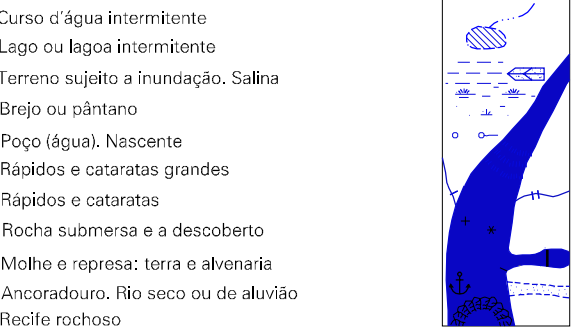 Curso d'água intermitente
Lago ou lagoa intermitente
Terreno sujeito a inundação. Salina
Brejo ou pântano
Poço (água). Nascente
Rápidos e cataratas grandes
Rápidos e cataratas
Rocha submersa e a descoberto
Molhe e represa: terra e alvenaria
Ancoradouro. Rio seco ou de aluvião
Recife rochoso